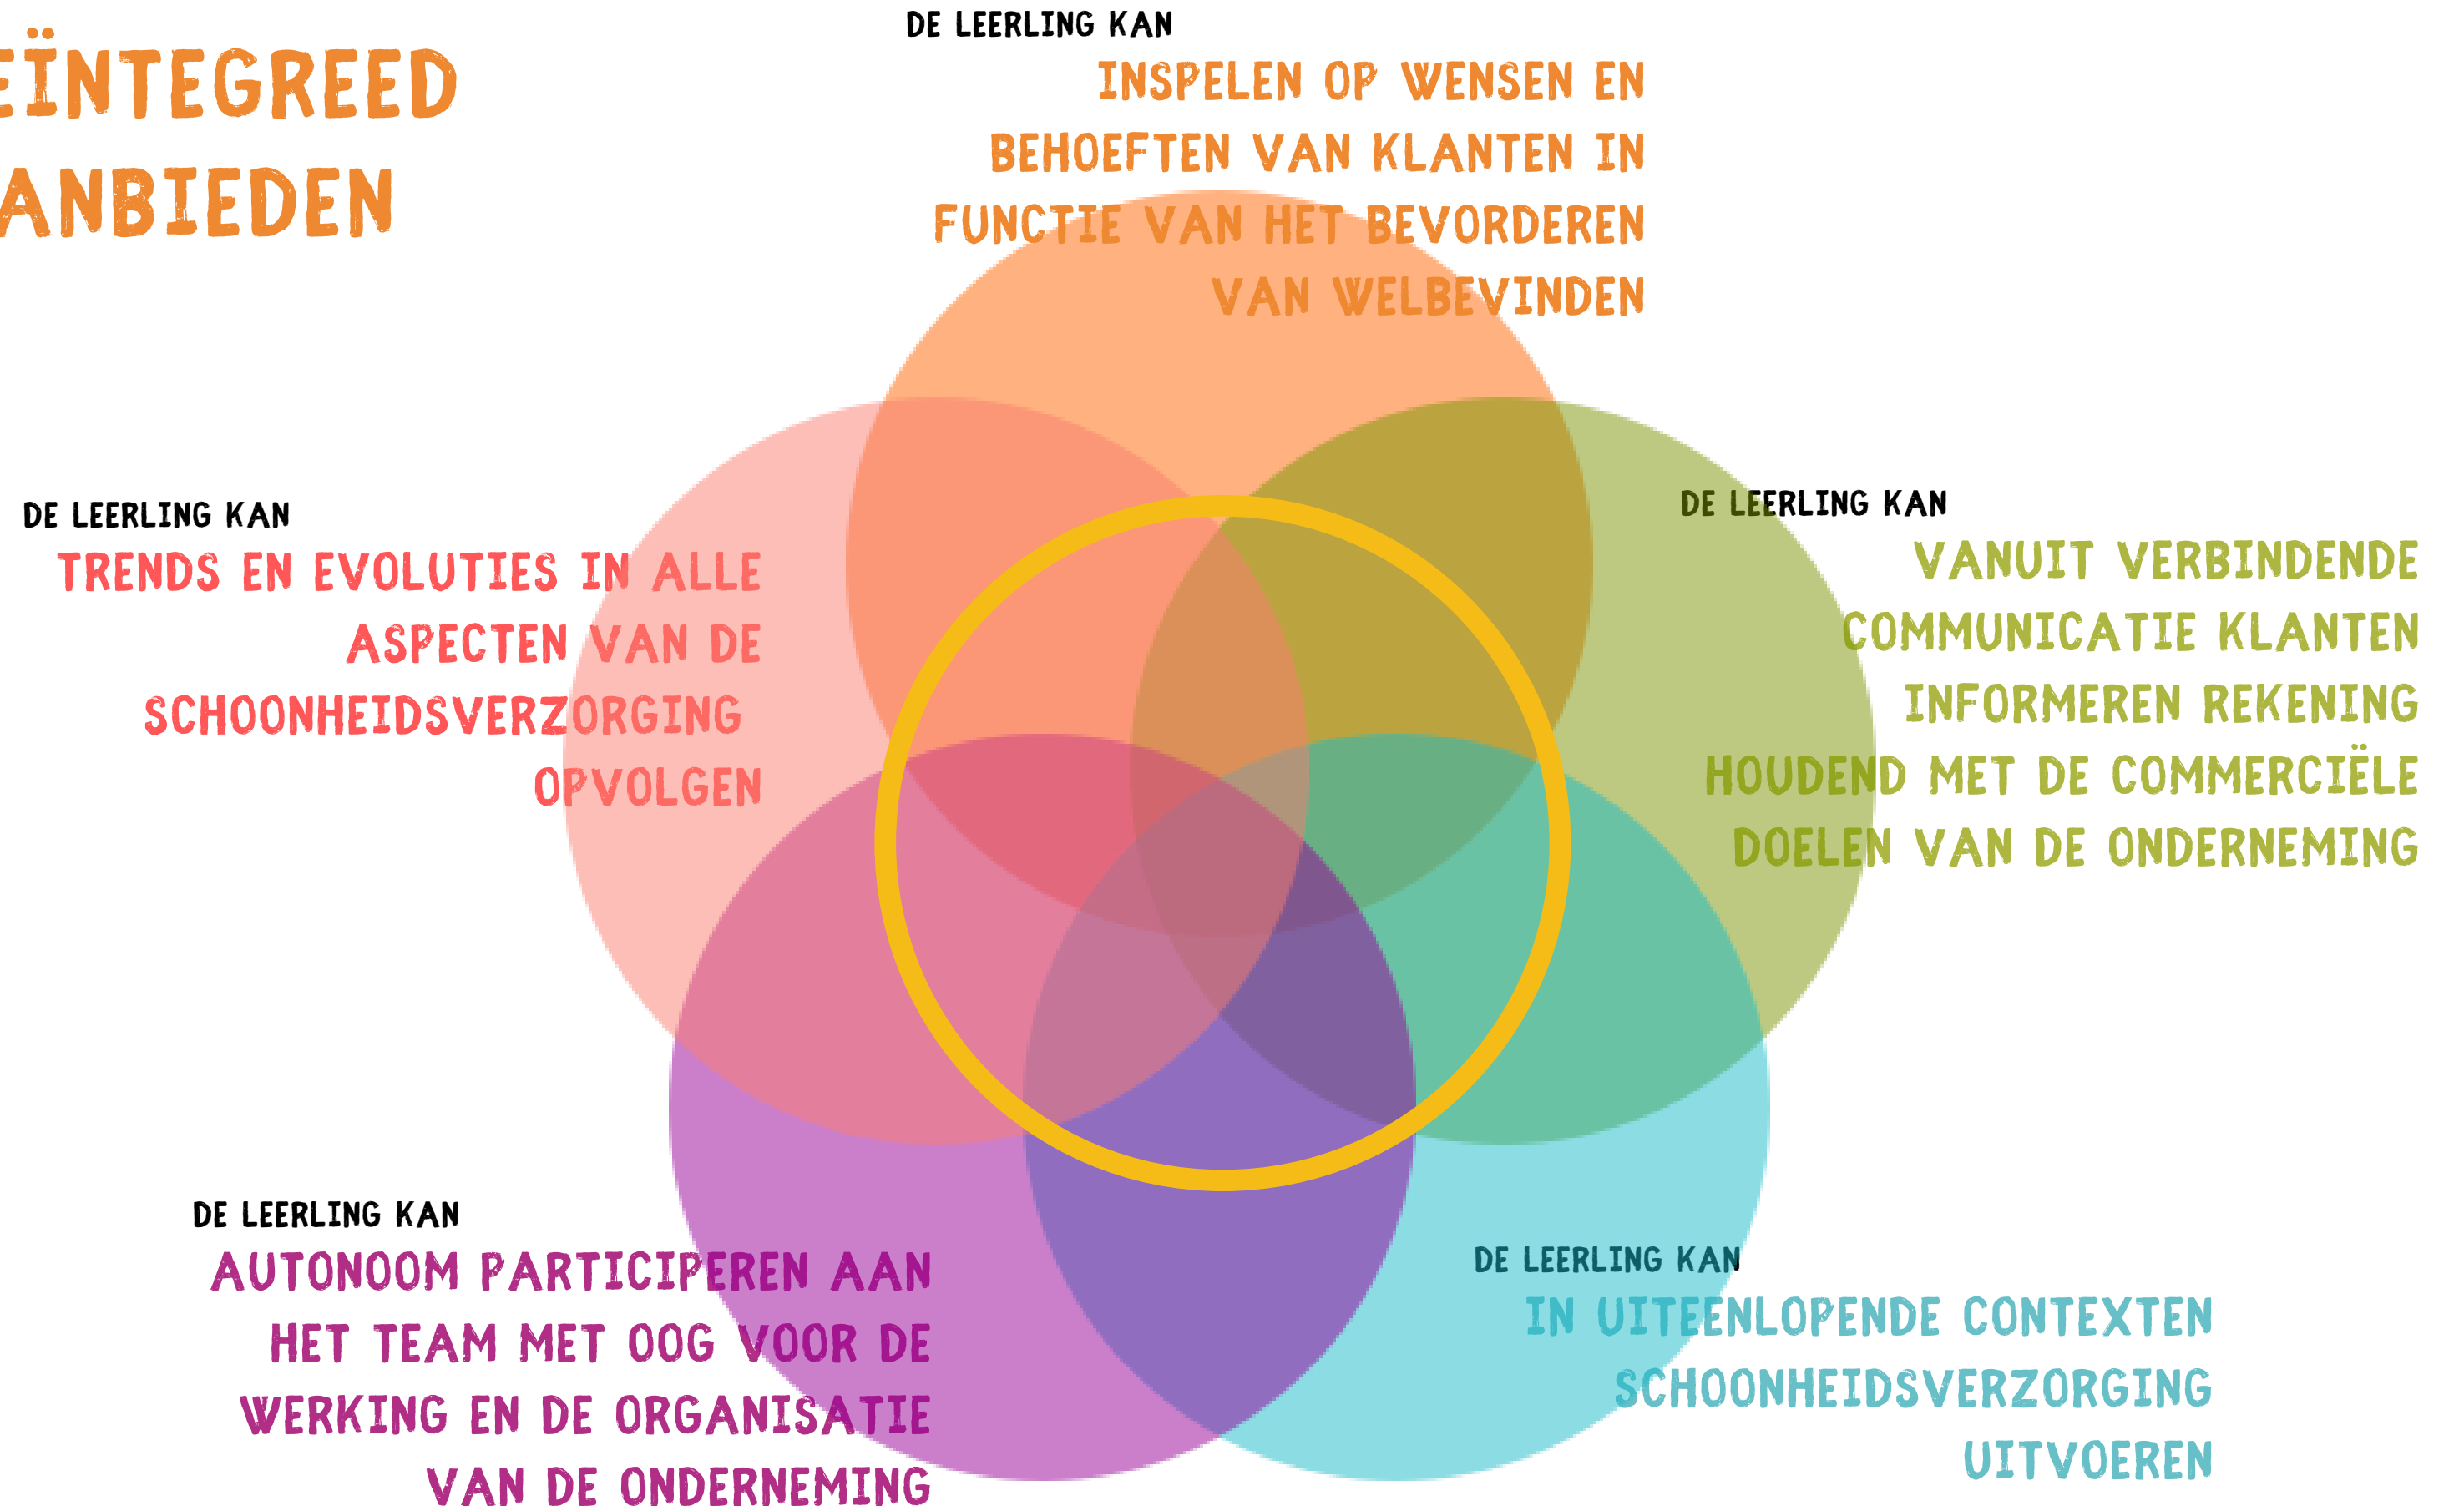 EÏNTEGREED
ANBIEDEN
DE LEERLING KAN
INSPELEN OP WENSEN EN
BEHOEFTEN VAN KLANTEN IN
FUNCTIE VAN HET BEVORDEREN
VAN WELBEVINDEN
DE LEERLING KAN
TRENDS EN EVOLUTIES IN ALLE
ASPECTEN VAN DE
SCHOONHEIDSVERZORGING
OPVOLGEN
DE LEERLING KAN
VANUIT VERBINDENDE
COMMUNICATIE KLANTEN
INFORMEREN REKENING
HOUDEND MET DE COMMERCIËLE
DOELEN VAN DE ONDERNEMING
DE LEERLING KAN
AUTONOOM PARTICIPEREN AAN
HET TEAM MET OOG VOOR DE
WERKING EN DE ORGANISATIE
VAN DE ONDERNEMING
DE LEERLING KAN
IN UITEENLOPENDE CONTEXTEN
SCHOONHEIDSVERZORGING
UITVOEREN